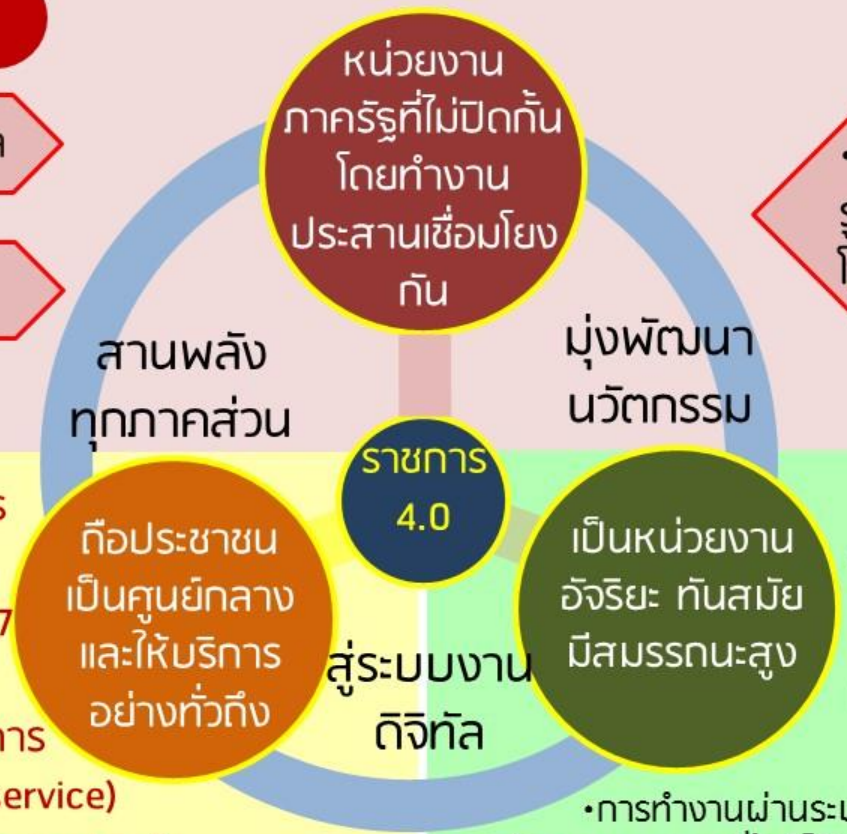 หน่วยงาน
ภาครัฐที่ไม่ปิดกั้น
โดยทำงาน
ประสานเชื่อมโยง
กัน
สานพลัง
ทุกภาคส่วน
มุ่งพัฒนา
นวัตกรรม
ราชการ
4.0
ถือประชาชน
เป็นศูนย์กลาง
และให้บริการ
อย่างทั่วถึง
เป็นหน่วยงาน
อัจริยะ ทันสมัย
มีสมรรถนะสูง
สู่ระบบงาน
ดิจิทัล
7
service)
•การทำงานผ่าน